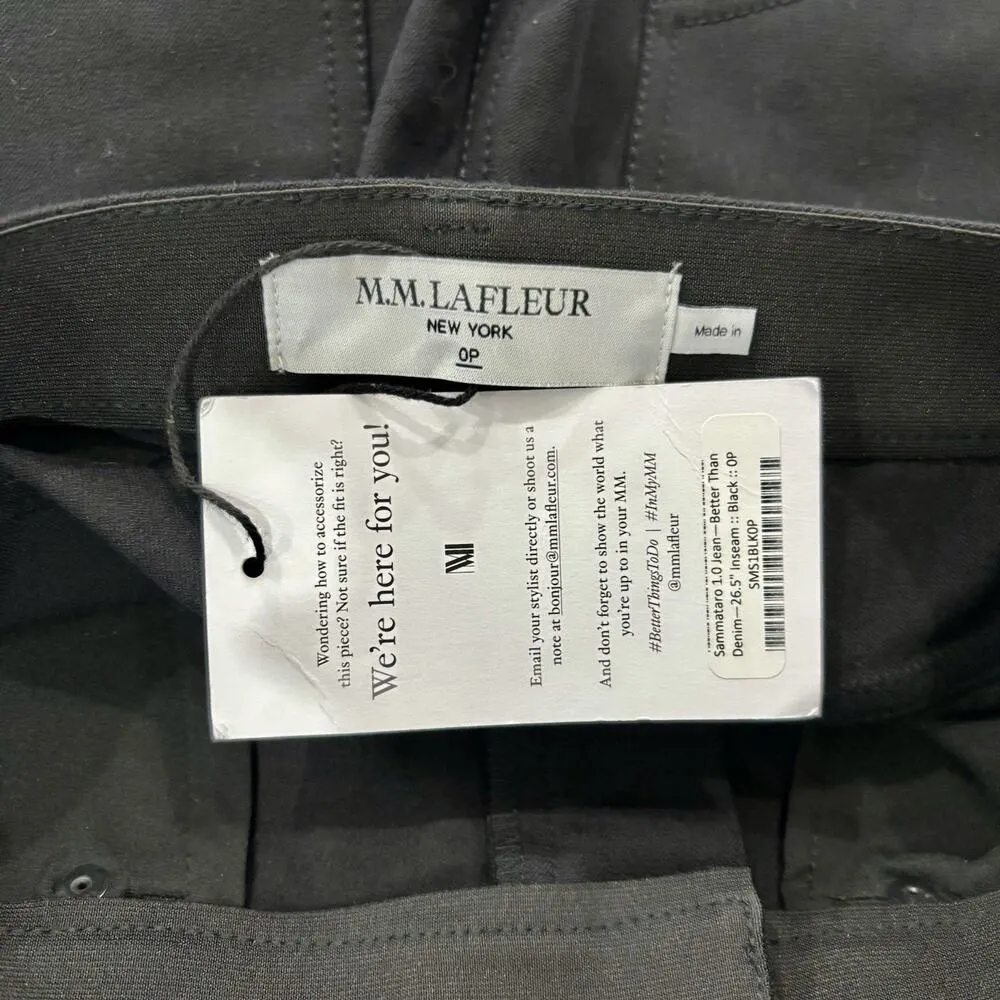 M.M.LAFLEUR
NEW YORK
0P
Made in
Wondering how to accessorize
this piece? Not sure if the fit is right?
We're here for you!
Email your stylist directly or shoot us a
note at bonjour@mmlafleur.com.
And don't forget to show the world what
you're up to in your MM.
#BetterThingsToDo | #InMyMM
@mmlafleur
Sammataro 1.0 Jean—Better Than
Denim—26.5" Inseam :: Black :: 0P
SMS1BLK0P